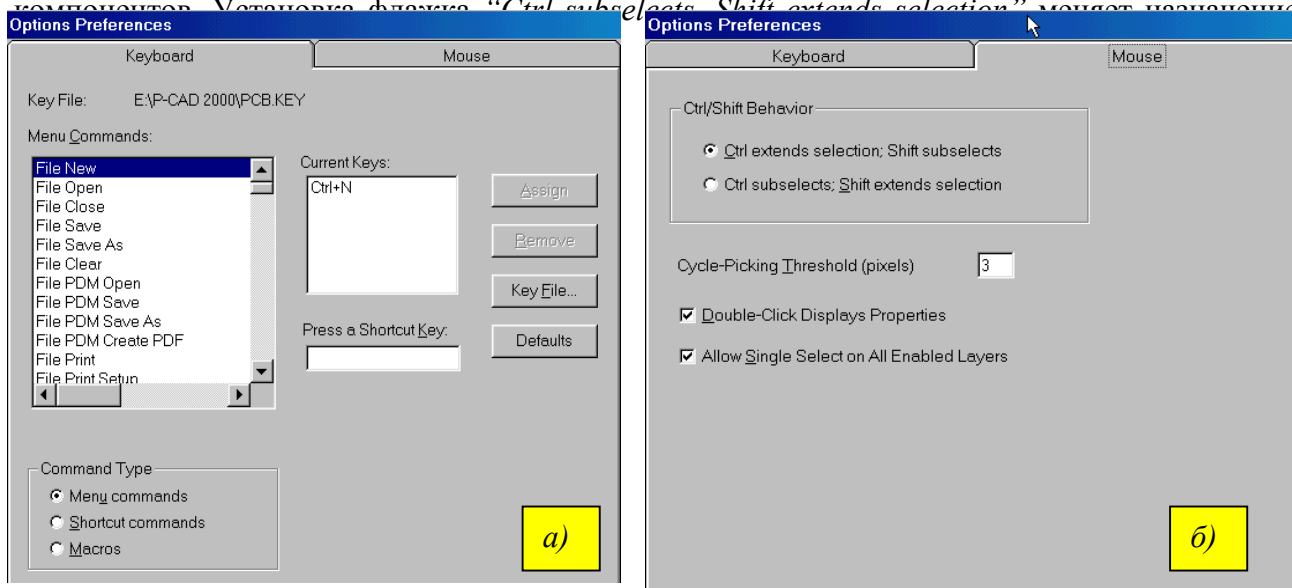 компонентов. Установка флажка “Ctrl subselects, Shift extends selection” меняет назначение
Options Preferences
Keyboard
Mouse
Key File: E:\P-CAD 2000\PCB.KEY
Menu Commands:
File New
File Open
File Close
File Save
File Save As
File Clear
File PDM Open
File PDM Save
File PDM Save As
File PDM Create PDF
File Print
File Print Setup
Current Keys:
Ctrl+N
Press a Shortcut Key:
Assign
Remove
Key File...
Defaults
Command Type
Menu commands
Shortcut commands
Macros
а)
Options Preferences
Keyboard
Mouse
Ctrl/Shift Behavior
Ctrl extends selection; Shift subselects
Ctrl subselects; Shift extends selection
Cycle-Picking Threshold (pixels) 3
Double-Click Displays Properties
Allow Single Select on All Enabled Layers
б)